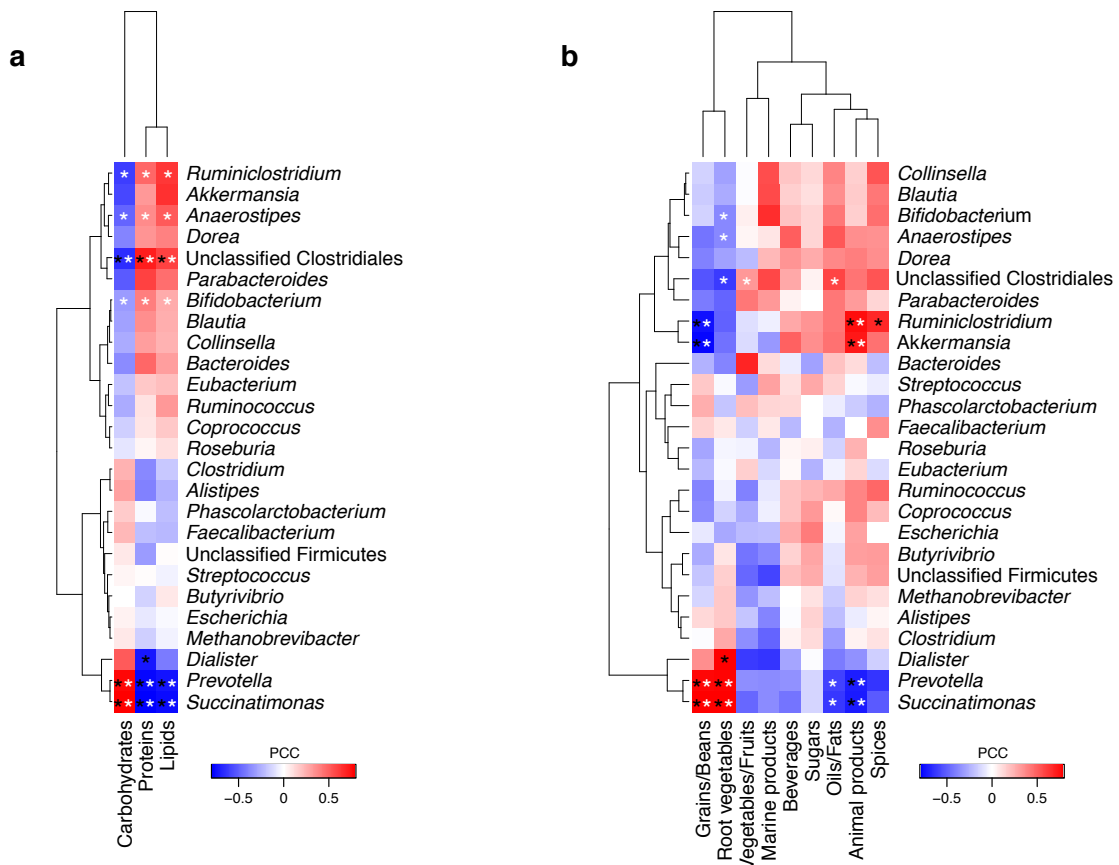 a
Ruminiclostridium
Akkermansia
Anaerostipes
Dorea
Unclassified Clostridiales
Parabacteroides
Bifidobacterium
Blautia
Collinsella
Bacteroides
Eubacterium
Ruminococcus
Coprococcus
Roseburia
Clostridium
Alistipes
Phascolarctobacterium
Faecalibacterium
Unclassified Firmicutes
Streptococcus
Butyrivibrio
Escherichia
Methanobrevibacter
Dialister
Prevotella
Succinatimonas
Carbohydrates
Proteins
Lipids
PCC
−0.5 0 0.5
b
Collinsella
Blautia
Bifidobacterium
Anaerostipes
Dorea
Unclassified Clostridiales
Parabacteroides
Ruminiclostridium
Akkermansia
Bacteroides
Streptococcus
Phascolarctobacterium
Faecalibacterium
Roseburia
Eubacterium
Ruminococcus
Coprococcus
Escherichia
Butyrivibrio
Unclassified Firmicutes
Methanobrevibacter
Alistipes
Clostridium
Dialister
Prevotella
Succinatimonas
Grains/Beans
Root vegetables
Vegetables/Fruits
Marine products
Beverages
Sugars
Oils/Fats
Animal products
Spices
PCC
−0.5 0 0.5